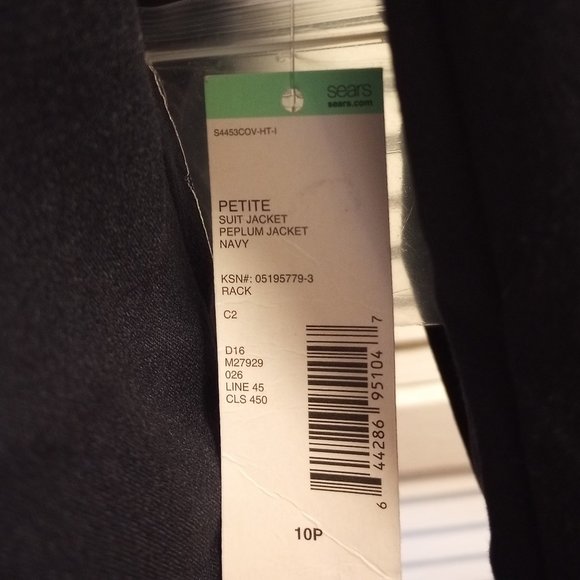 sears
sears.com
S4453COV-HT-I
PETITE
SUIT JACKET
PEPLUM JACKET
NAVY
KSN#: 05195779-3
RACK
C2
D16
M27929
026
LINE 45
CLS 450
6 44286 95104 7
10P